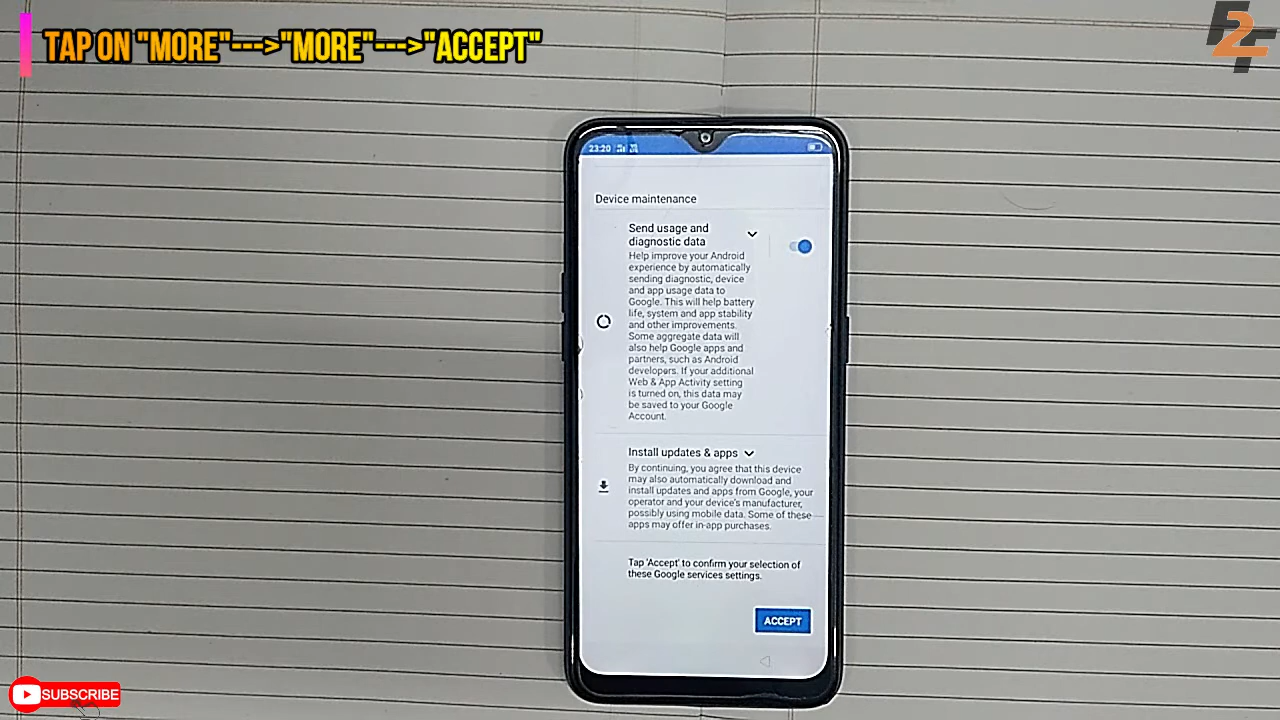 TAP ON "MORE"--->"MORE"--->"ACCEPT"
23:20
Device maintenance
Send usage and
diagnostic data
Help improve your Android
experience by automatically
sending diagnostic, device
and app usage data to
Google. This will help battery
life, system and app stability
and other improvements.
Some aggregate data will
also help Google apps and
partners, such as Android
developers. If your additional
Web & App Activity setting
is turned on, this data may
be saved to your Google
Account.
Install updates & apps
By continuing, you agree that this device
may also automatically download and
install updates and apps from Google, your
operator and your device's manufacturer,
possibly using mobile data. Some of these
apps may offer in-app purchases.
Tap 'Accept' to confirm your selection of
these Google services settings.
ACCEPT
SUBSCRIBE